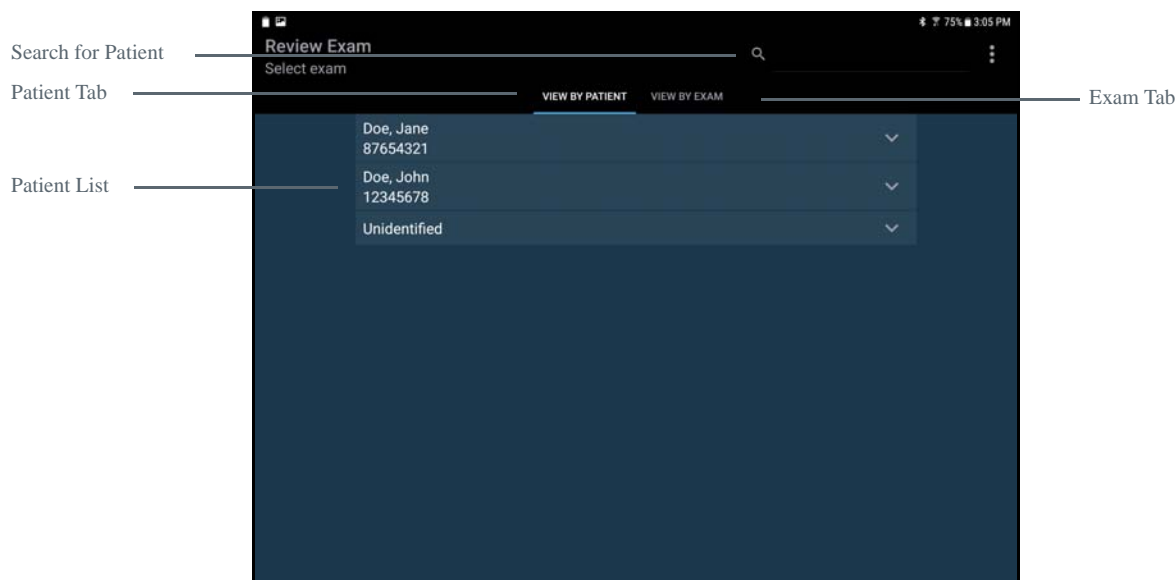 75% 3:05 PM
Review Exam
Search for Patient
Select exam
Patient Tab
VIEW BY PATIENT VIEW BY EXAM
Exam Tab
Doe, Jane
87654321
Patient List
Doe, John
12345678
Unidentified